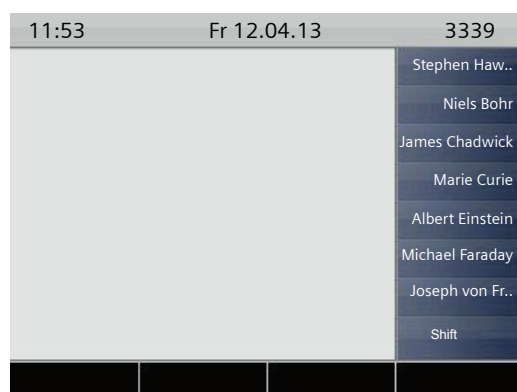 11:53 Fr 12.04.13 3339
Stephen Haw..
Niels Bohr
James Chadwick
Marie Curie
Albert Einstein
Michael Faraday
Joseph von Fr..
Shift